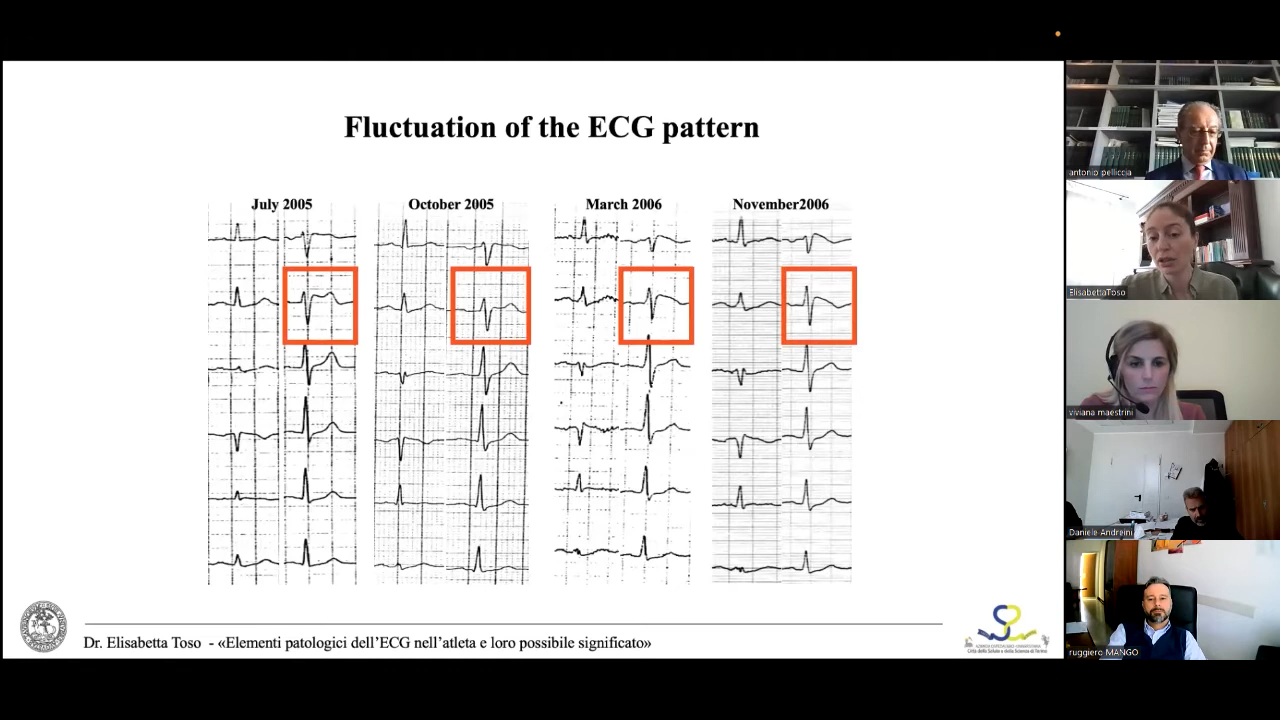 Fluctuation of the ECG pattern
July 2005
October 2005
March 2006
November2006
Dr. Elisabetta Toso - «Elementi patologici dell'ECG nell'atleta e loro possibile significato»
antonio pelliccia
ElisabettaToso
viviana maestrini
Daniele Andreini
ruggiero MANGO